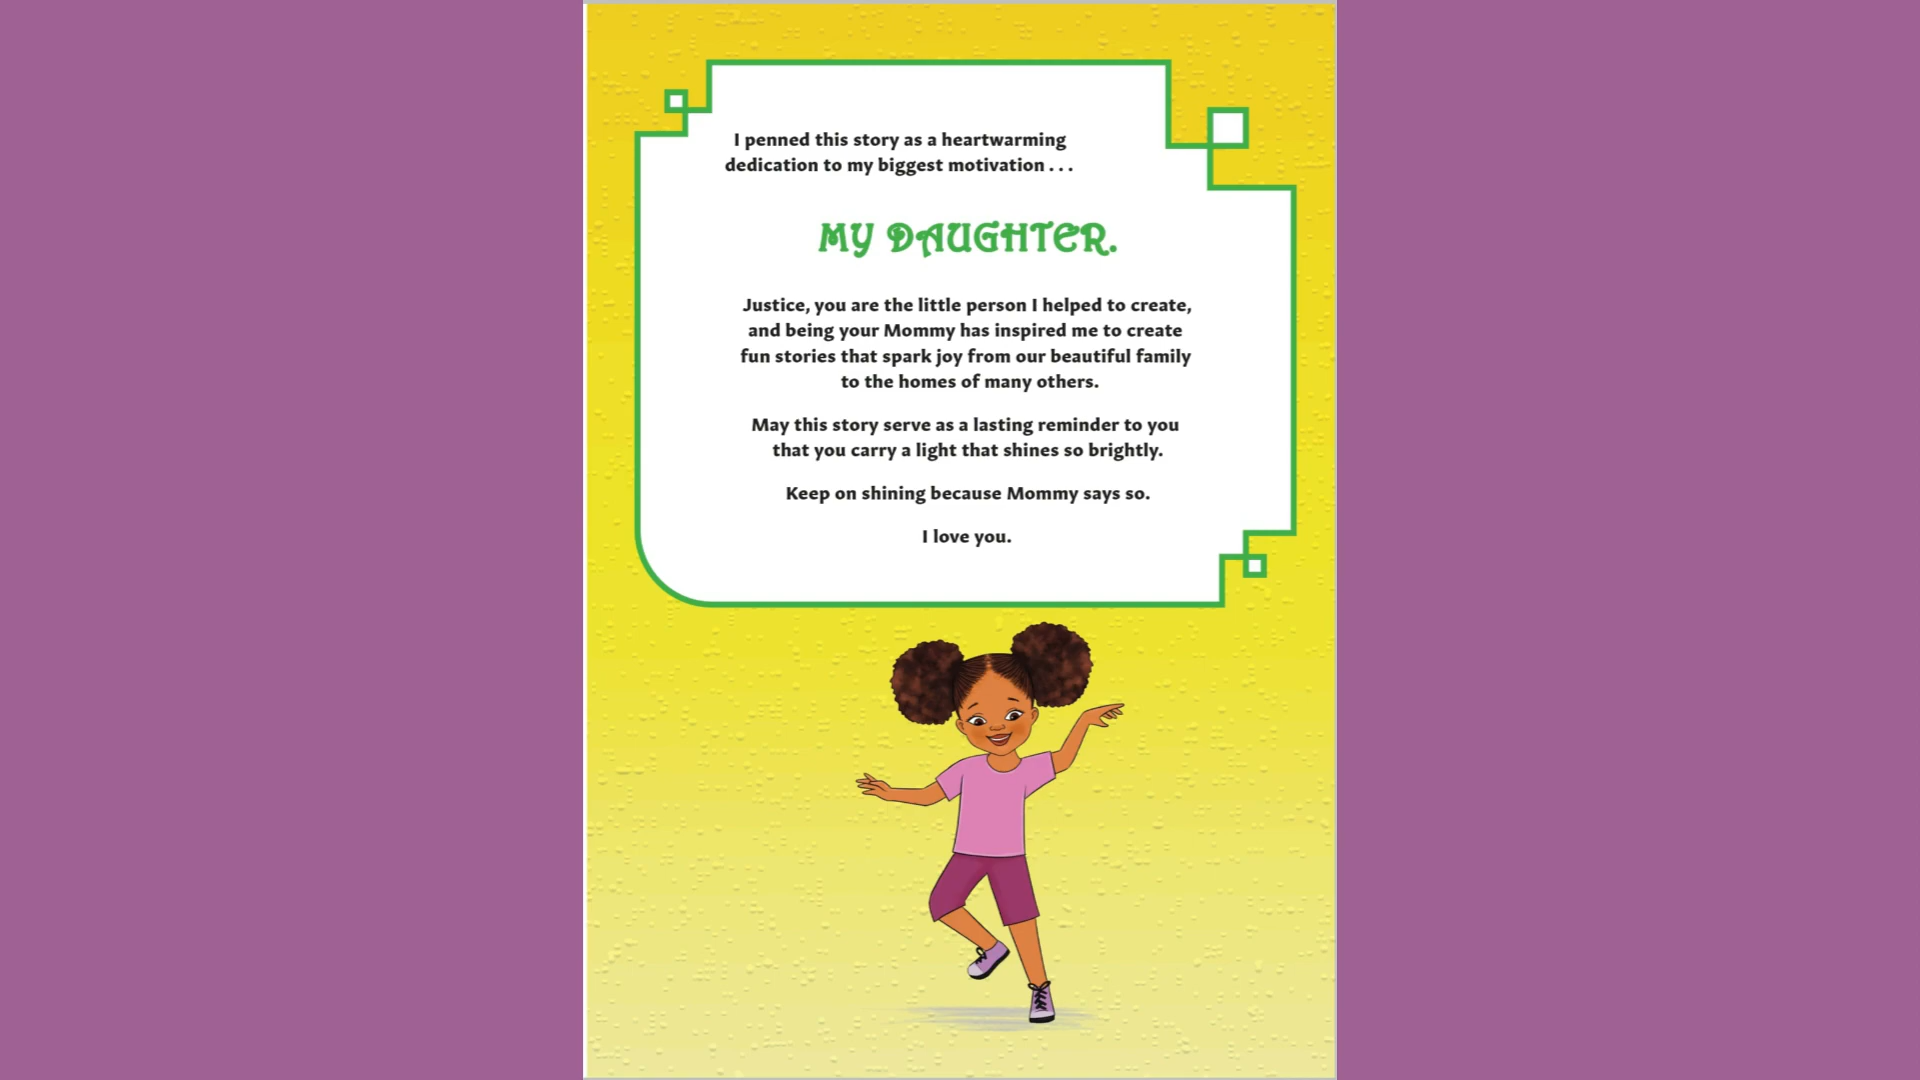 I penned this story as a heartwarming
dedication to my biggest motivation . . .
MY DAUGHTER.
Justice, you are the little person I helped to create,
and being your Mommy has inspired me to create
fun stories that spark joy from our beautiful family
to the homes of many others.
May this story serve as a lasting reminder to you
that you carry a light that shines so brightly.
Keep on shining because Mommy says so.
I love you.